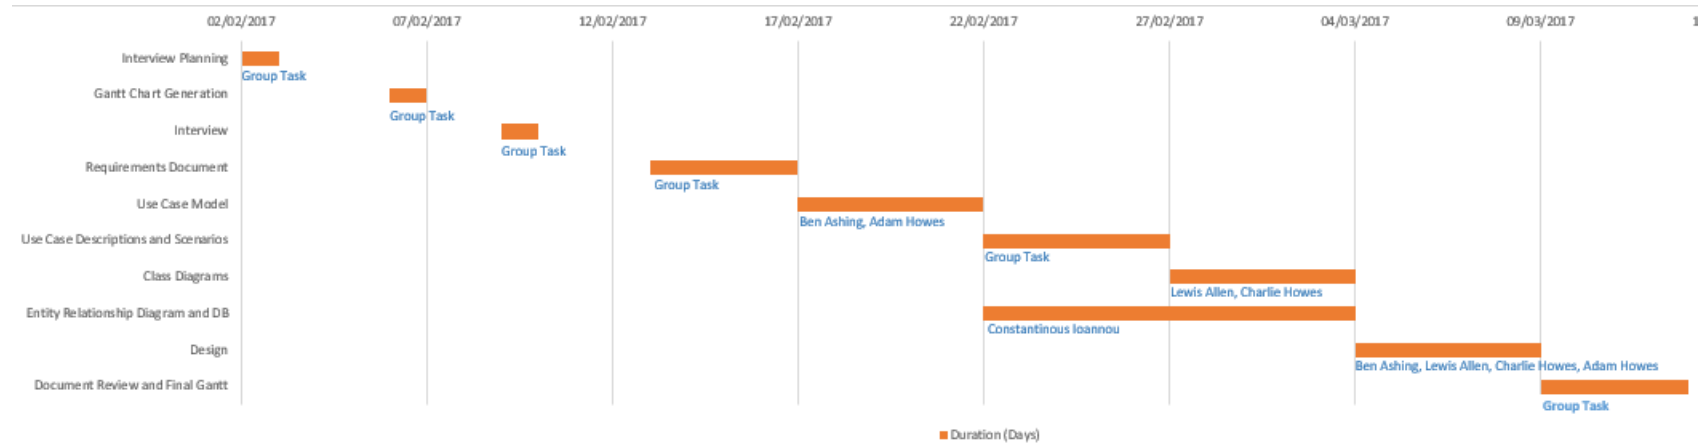 02/02/2017 07/02/2017 12/02/2017 17/02/2017 22/02/2017 27/02/2017 04/03/2017 09/03/2017 1
Interview Planning
Group Task
Gantt Chart Generation
Group Task
Interview
Group Task
Requirements Document
Group Task
Use Case Model
Ben Ashing, Adam Howes
Use Case Descriptions and Scenarios
Group Task
Class Diagrams
Lewis Allen, Charlie Howes
Entity Relationship Diagram and DB
Constantinous Ioannou
Design
Ben Ashing, Lewis Allen, Charlie Howes, Adam Howes
Document Review and Final Gantt
Group Task
Duration (Days)